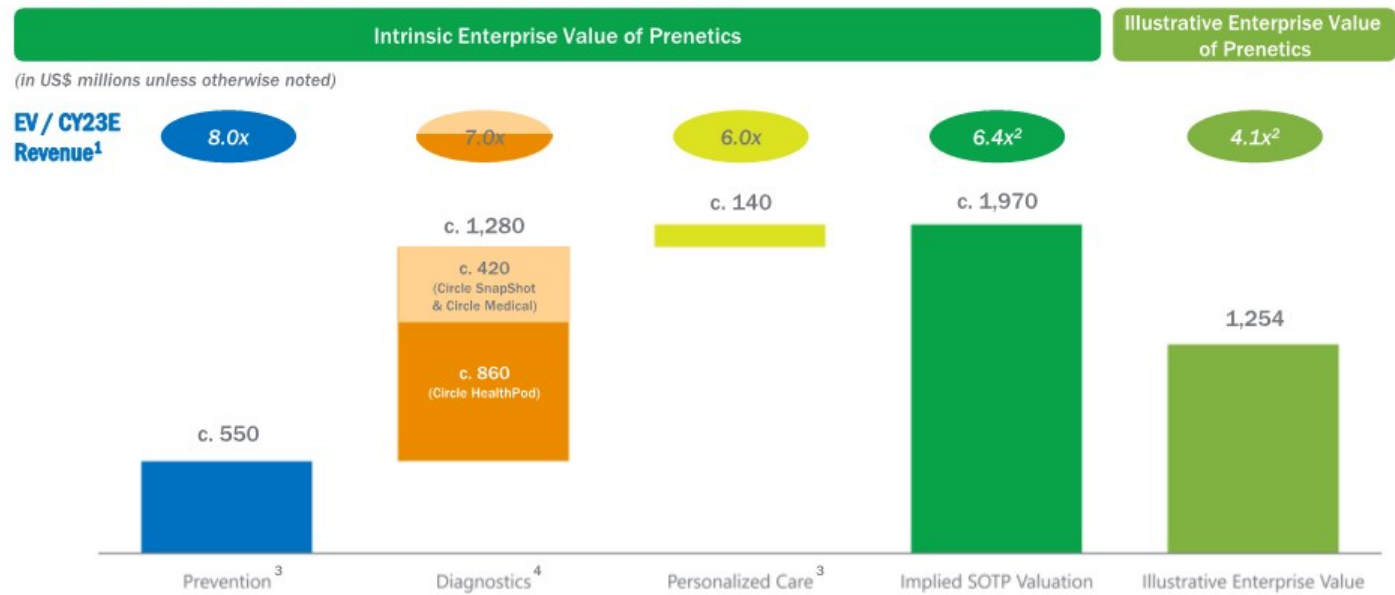 Intrinsic Enterprise Value of Prenetics
Illustrative Enterprise Value
of Prenetics
(in US$ millions unless otherwise noted)
EV / CY23E
Revenue¹
8.0x
7.0x
6.0x
6.4x²
4.1x²
c. 550
c. 1,280
c. 420
(Circle SnapShot
& Circle Medical)
c. 860
(Circle HealthPod)
c. 140
c. 1,970
1,254
Prevention³
Diagnostics⁴
Personalized Care³
Implied SOTP Valuation
Illustrative Enterprise Value